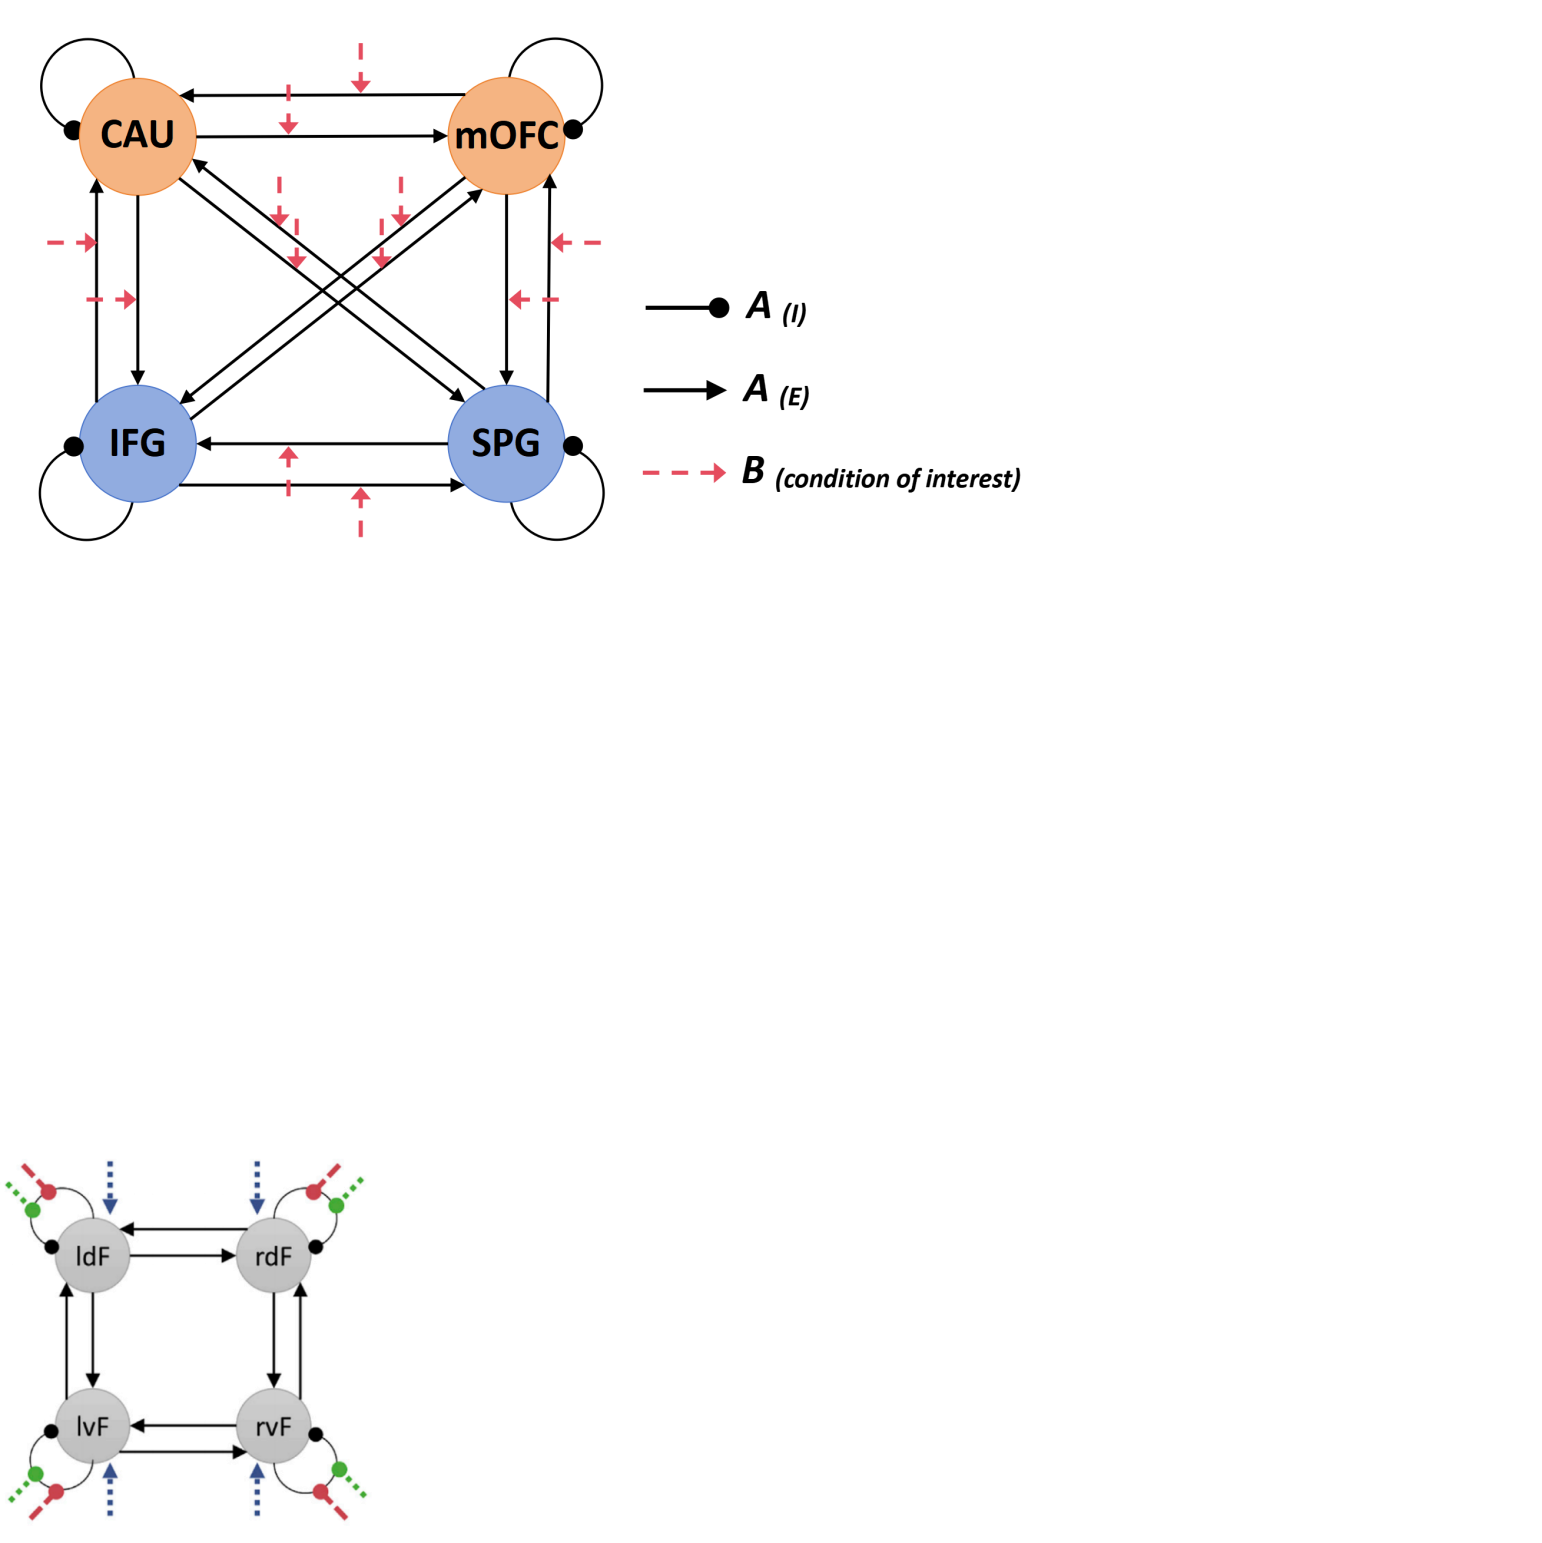 CAU
mOFC
A (I)
A (E)
IFG
SPG
B (condition of interest)
ldF
rdF
lvF
rvF